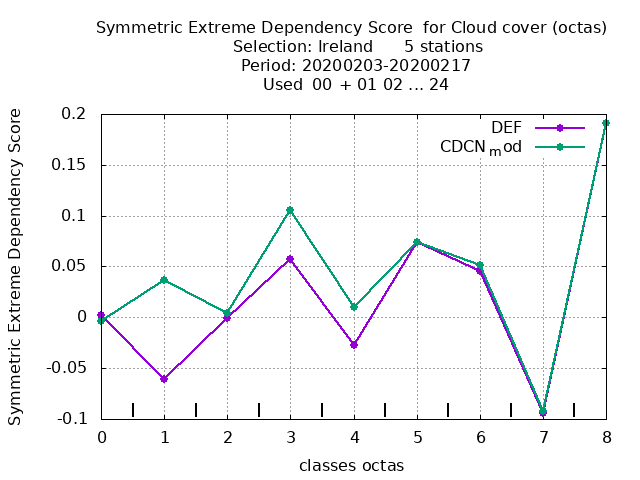 Symmetric Extreme Dependency Score  for Cloud cover (octas)
Selection: Ireland      5 stations
Period: 20200203-20200217
Used  00 + 01 02 ... 24
Symmetric Extreme Dependency Score
0.2
0.15
0.1
0.05
0
-0.05
-0.1
DEF
CDCNmod
0 1 2 3 4 5 6 7 8
classes octas